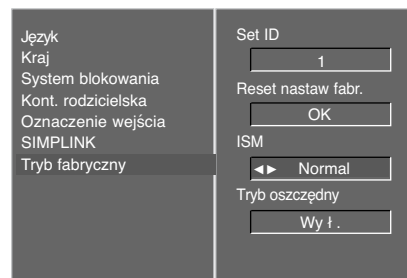 Język
Kraj
System blokowania
Kont. rodzicielska
Oznaczenie wejścia
SIMPLINK
Tryb fabryczny
Set ID
1
Reset nastaw fabr.
OK
ISM
◄► Normal
Tryb oszczędny
Wy ł .